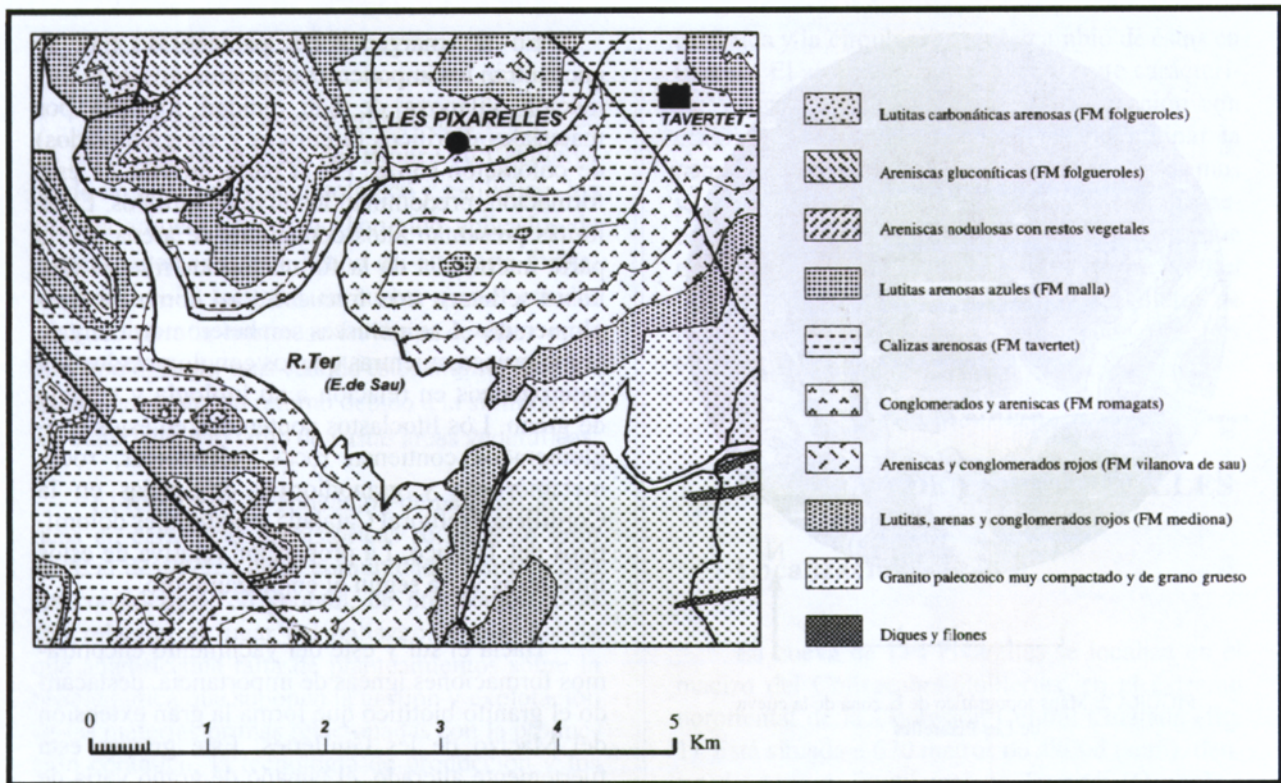 LES PIXARELLES
TAVERTET
R.Ter
(E.de Sau)
Lutitas carbonáticas arenosas (FM folgueroles)
Areniscas gluconíticas (FM folgueroles)
Areniscas nodulosas con restos vegetales
Lutitas arenosas azules (FM malla)
Calizas arenosas (FM tavertet)
Conglomerados y areniscas (FM romagats)
Areniscas y conglomerados rojos (FM vilanova de sau)
Lutitas, arenas y conglomerados rojos (FM mediona)
Granito paleozoico muy compactado y de grano grueso
Diques y filones
0 1 2 3 4 5
Km